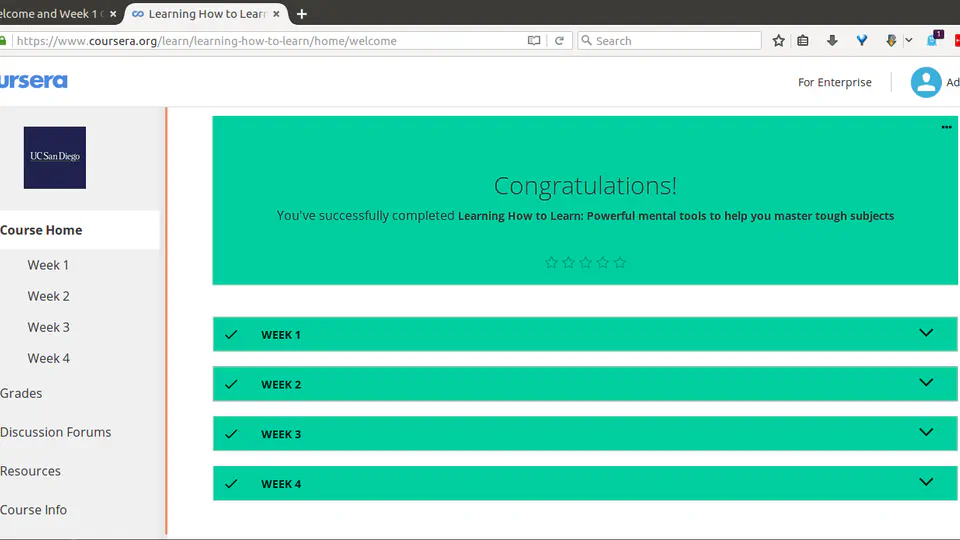 elcome and Week 1
Learning How to Learn
https://www.coursera.org/learn/learning-how-to-learn/home/welcome
Search
1
ursera
For Enterprise
Ad
UC San Diego
Congratulations!
You've successfully completed Learning How to Learn: Powerful mental tools to help you master tough subjects
Course Home
Week 1
Week 2
Week 3
Week 4
Grades
Discussion Forums
Resources
Course Info
WEEK 1
WEEK 2
WEEK 3
WEEK 4